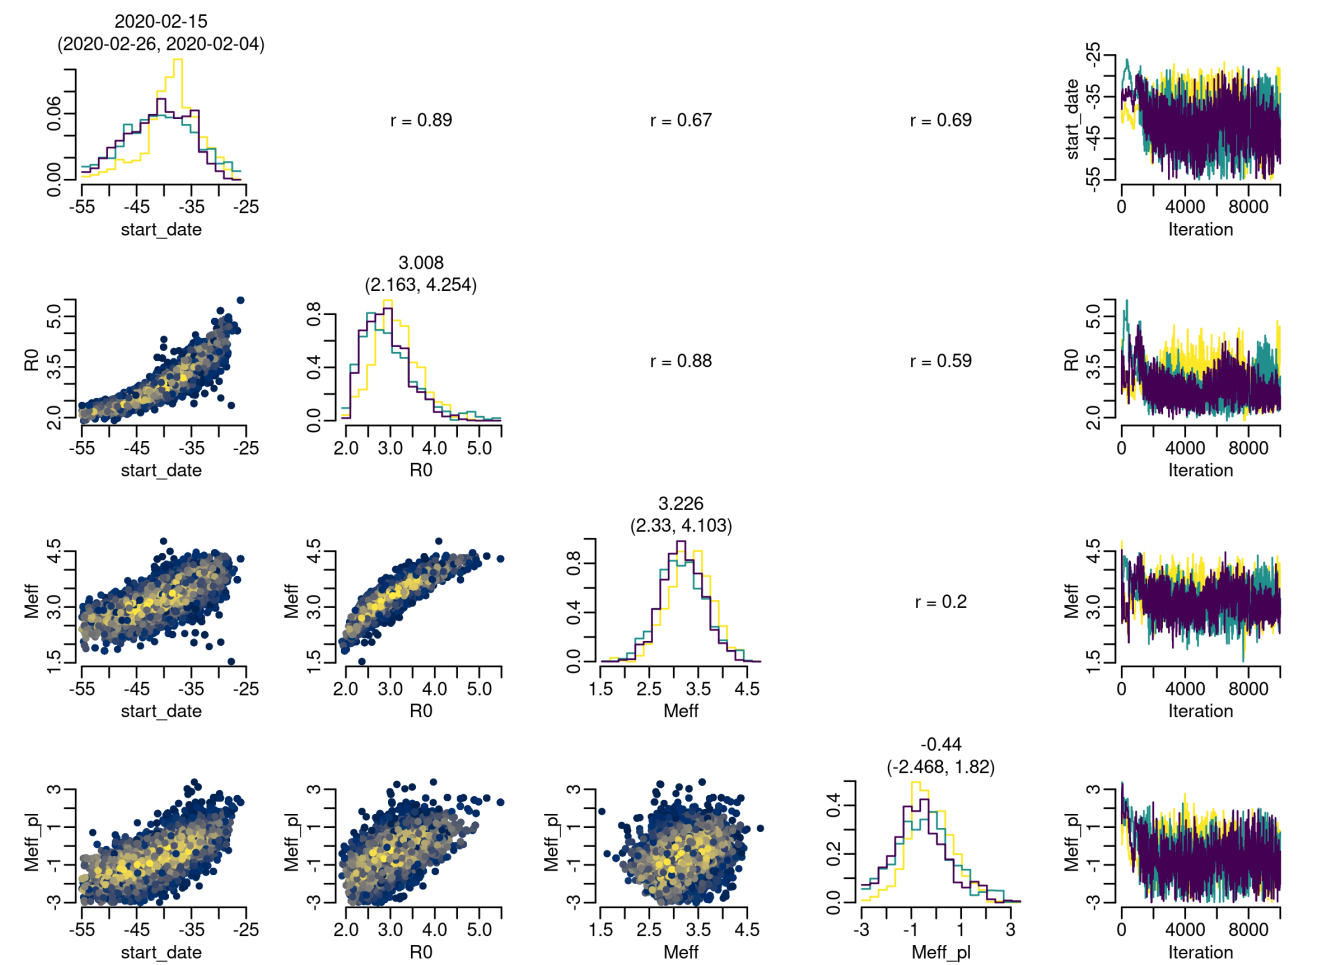 2020-02-15
(2020-02-26, 2020-02-04)
0.06
0.00
-55 -45 -35 -25
start_date
r = 0.89
r = 0.67
r = 0.69
-25
-35
-45
-55
start_date
0 4000 8000
Iteration
5.0
3.5
2.0
R0
-55 -45 -35 -25
start_date
3.008
(2.163, 4.254)
0.8
0.4
0.0
2.0 3.0 4.0 5.0
R0
r = 0.88
r = 0.59
5.0
3.5
2.0
R0
0 4000 8000
Iteration
4.5
3.0
1.5
Meff
-55 -45 -35 -25
start_date
4.5
3.0
1.5
Meff
2.0 3.0 4.0 5.0
R0
3.226
(2.33, 4.103)
0.8
0.4
0.0
1.5 2.5 3.5 4.5
Meff
r = 0.2
4.5
3.0
1.5
Meff
0 4000 8000
Iteration
3
1
-1
-3
Meff_pl
-55 -45 -35 -25
start_date
3
1
-1
-3
Meff_pl
2.0 3.0 4.0 5.0
R0
3
1
-1
-3
Meff_pl
1.5 2.5 3.5 4.5
Meff
-0.44
(-2.468, 1.82)
0.4
0.2
0.0
-3 -1 1 3
Meff_pl
3
1
-1
-3
Meff_pl
0 4000 8000
Iteration